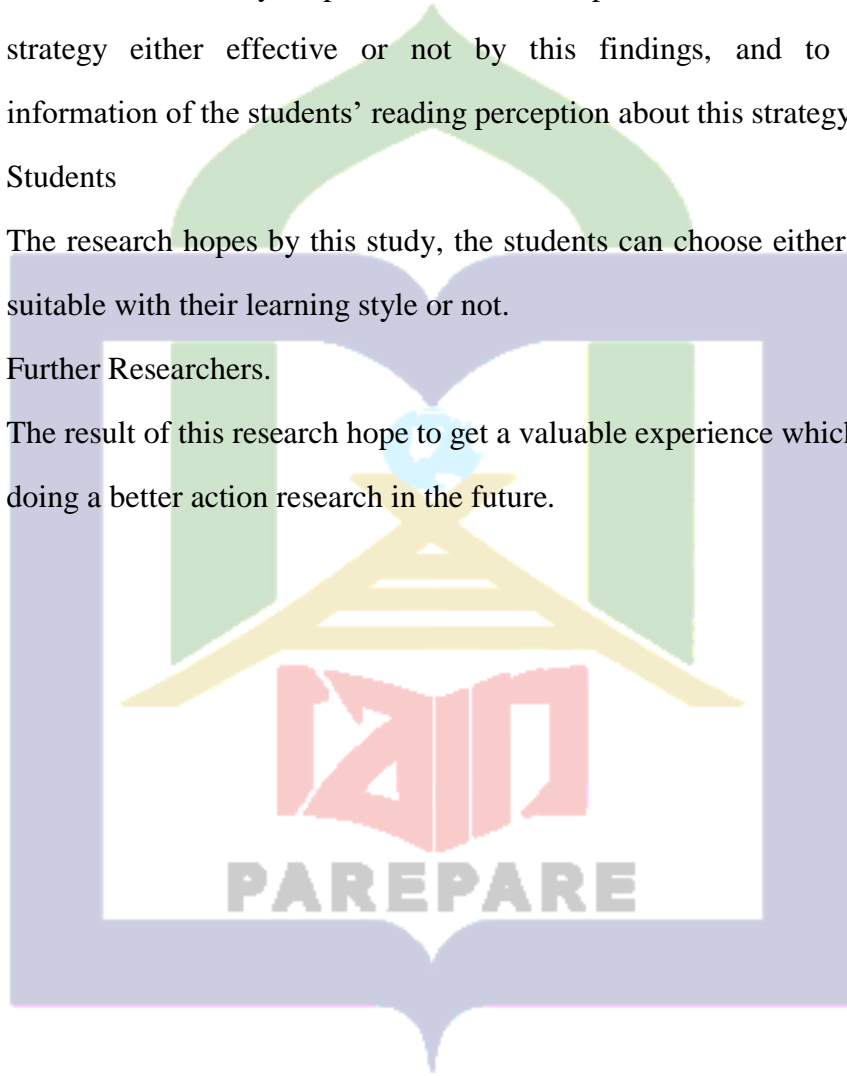 strategy either effective or not by this findings, and to
information of the students’ reading perception about this strategy
Students
The research hopes by this study, the students can choose either
suitable with their learning style or not.
Further Researchers.
The result of this research hope to get a valuable experience which
doing a better action research in the future.
iain
PAREPARE